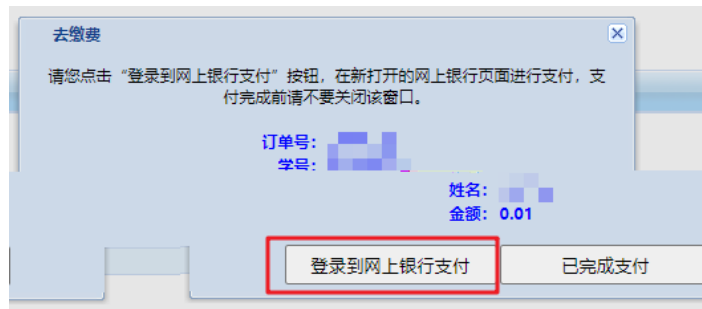 去缴费
请您点击“登录到网上银行支付”按钮，在新打开的网上银行页面进行支付，支
付完成前请不要关闭该窗口。
订单号：
学号：
姓名：
金额：0.01
登录到网上银行支付 已完成支付